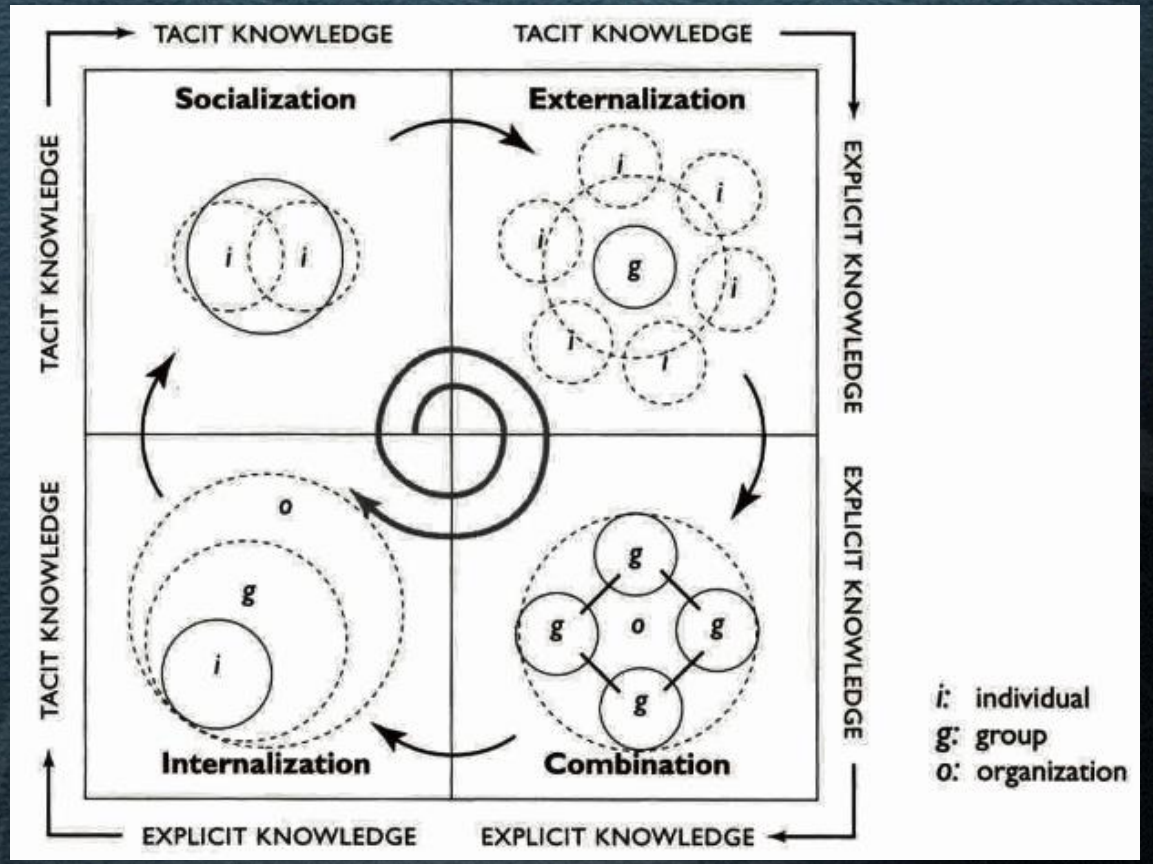 TACIT KNOWLEDGE
TACIT KNOWLEDGE
Socialization
Externalization
TACIT KNOWLEDGE
EXPLICIT KNOWLEDGE
i
i
i
i
i
i
i
i
g
TACIT KNOWLEDGE
EXPLICIT KNOWLEDGE
o
g
i
g
g
o
g
g
Internalization
Combination
EXPLICIT KNOWLEDGE
EXPLICIT KNOWLEDGE
i: individual
g: group
o: organization